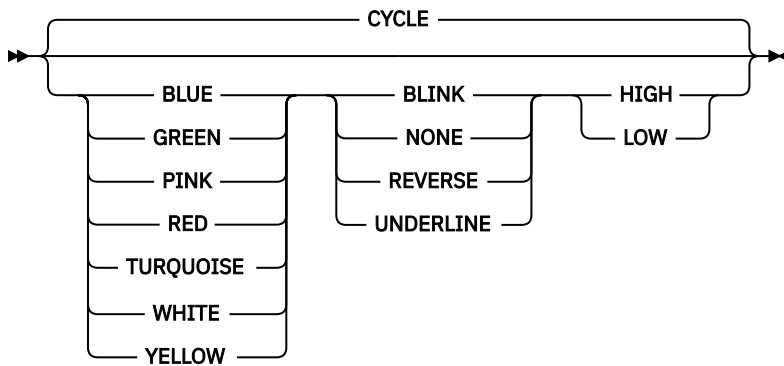 CYCLE
BLUE BLINK HIGH
GREEN NONE LOW
PINK REVERSE
RED UNDERLINE
TURQUOISE
WHITE
YELLOW